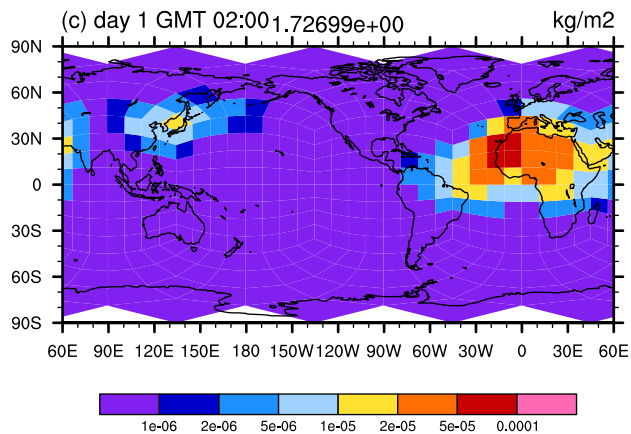 (c) day 1 GMT 02:00 1.72699e+00 kg/m2
90N
60N
30N
0
30S
60S
90S
60E 90E 120E 150E 180 150W 120W 90W 60W 30W 0 30E 60E
1e-06 2e-06 5e-06 1e-05 2e-05 5e-05 0.0001